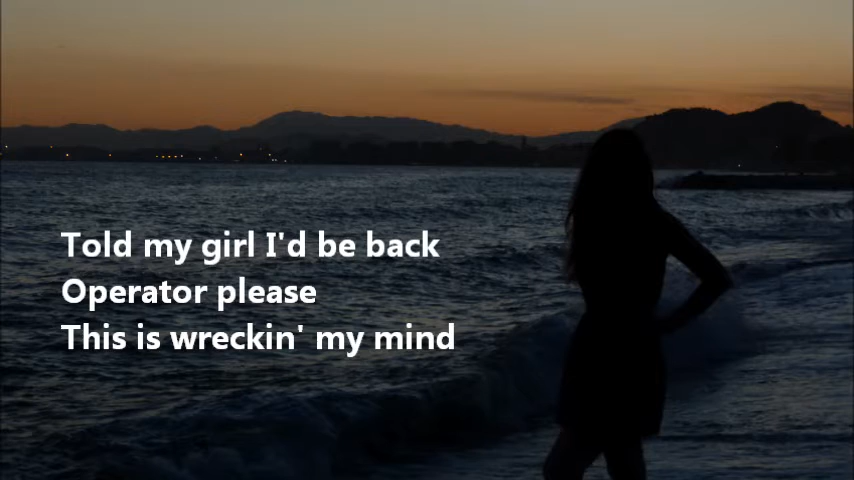 Told my girl I'd be back
Operator please
This is wreckin' my mind